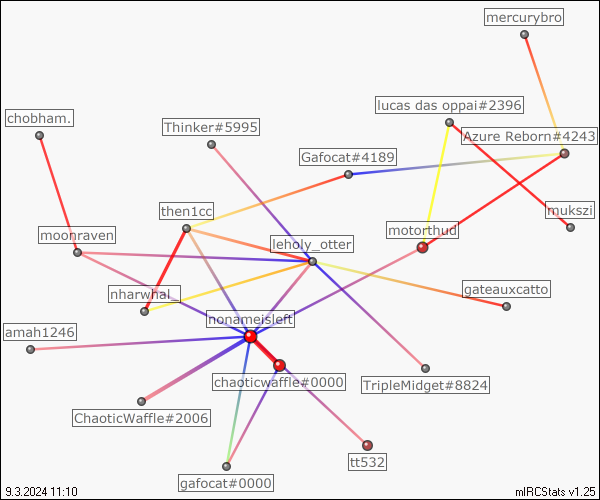 mercurybro
lucas das oppai#2396
chobham.
Thinker#5995
Azure Reborn#4243
Gafocat#4189
then1cc
mukszi
moonraven
leholy_otter
motorthud
nharwhal_
gateauxcatto
nonameisleft
amah1246
chaoticwaffle#0000
TripleMidget#8824
ChaoticWaffle#2006
tt532
gafocat#0000
9.3.2024 11:10
mIRCStats v1.25